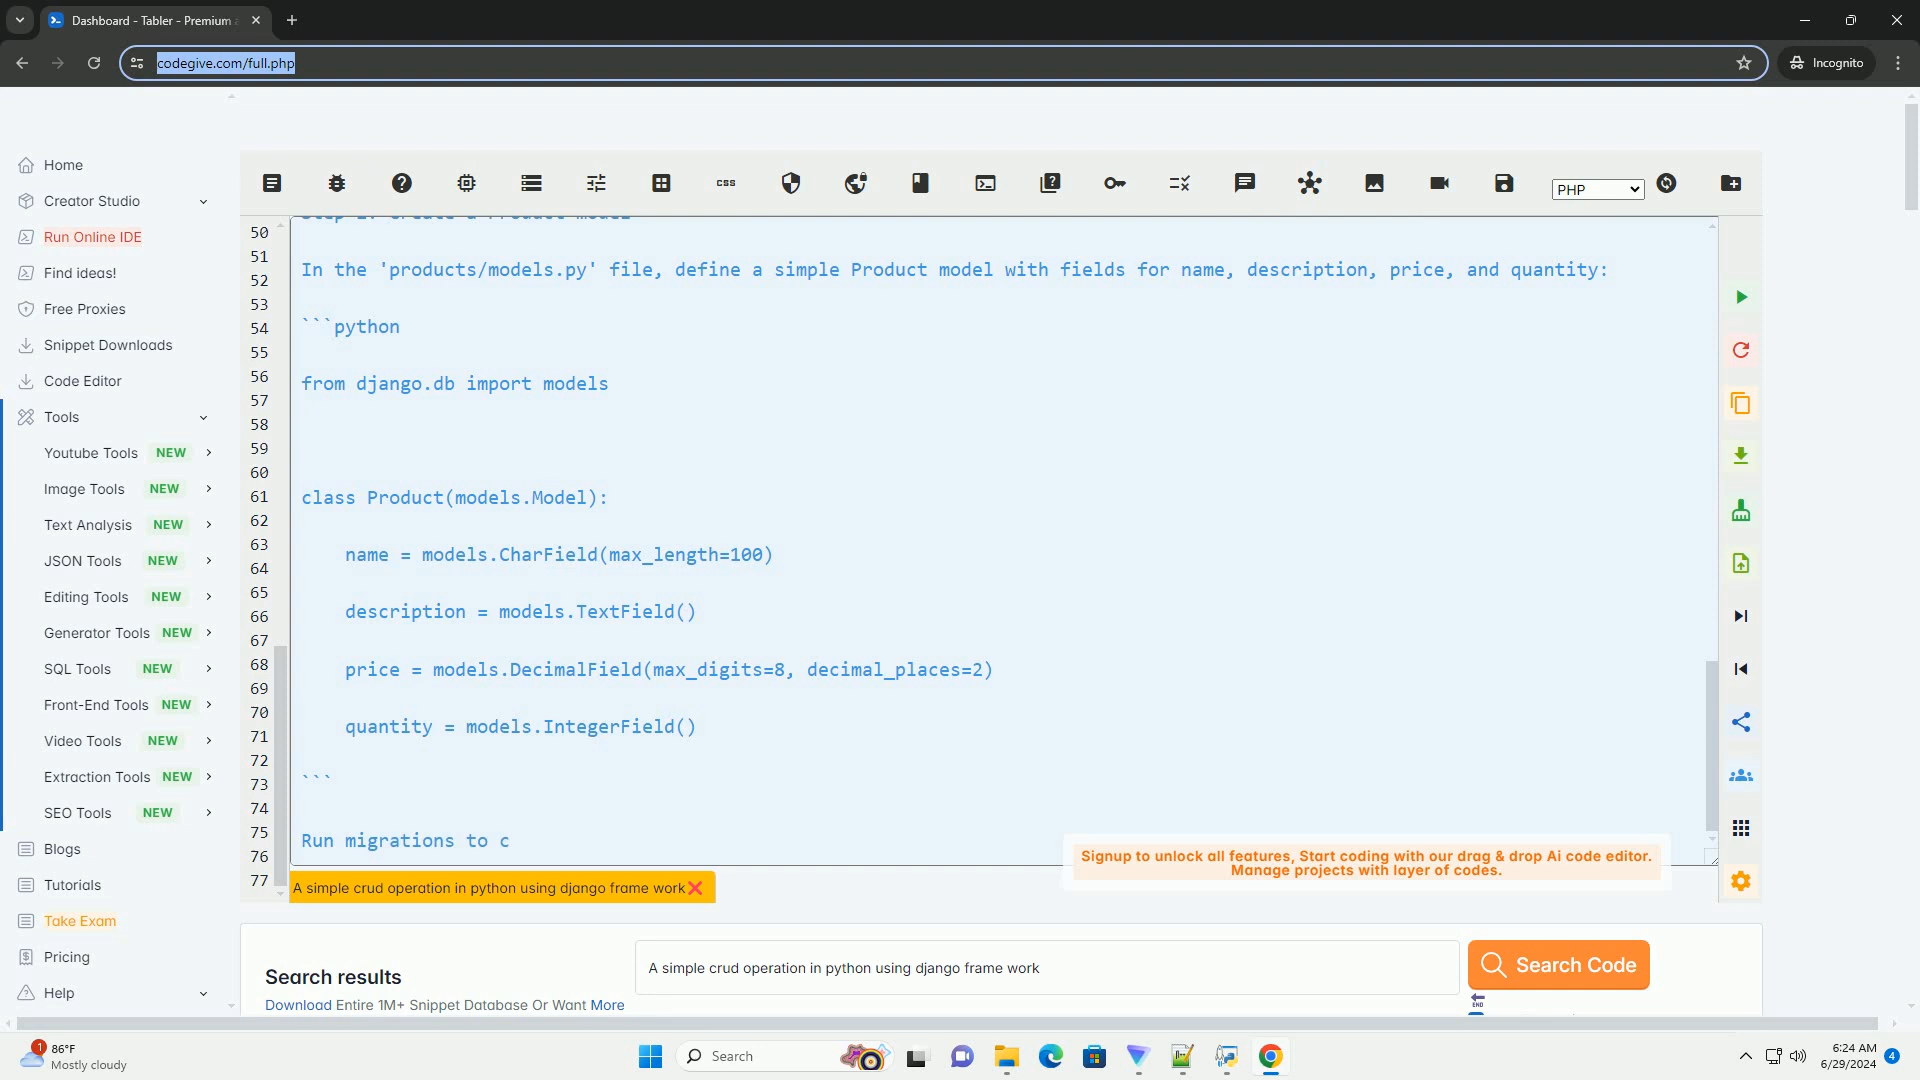 Dashboard - Tabler - Premium
codegive.com/full.php
Incognito
Home
Creator Studio
Run Online IDE
Find ideas!
Free Proxies
Snippet Downloads
Code Editor
Tools
Youtube Tools NEW
Image Tools NEW
Text Analysis NEW
JSON Tools NEW
Editing Tools NEW
Generator Tools NEW
SQL Tools NEW
Front-End Tools NEW
Video Tools NEW
Extraction Tools NEW
SEO Tools NEW
Blogs
Tutorials
Take Exam
Pricing
Help
css
PHP
50
51
52
53
54
55
56
57
58
59
60
61
62
63
64
65
66
67
68
69
70
71
72
73
74
75
76
77
In the 'products/models.py' file, define a simple Product model with fields for name, description, price, and quantity:
```python
from django.db import models
class Product(models.Model):
name = models.CharField(max_length=100)
description = models.TextField()
price = models.DecimalField(max_digits=8, decimal_places=2)
quantity = models.IntegerField()
```
Run migrations to c
Signup to unlock all features, Start coding with our drag & drop Ai code editor.
Manage projects with layer of codes.
A simple crud operation in python using django frame work
Search results
Download Entire 1M+ Snippet Database Or Want More
A simple crud operation in python using django frame work
Search Code
END
1
86°F
Mostly cloudy
Search
6:24 AM
6/29/2024
4